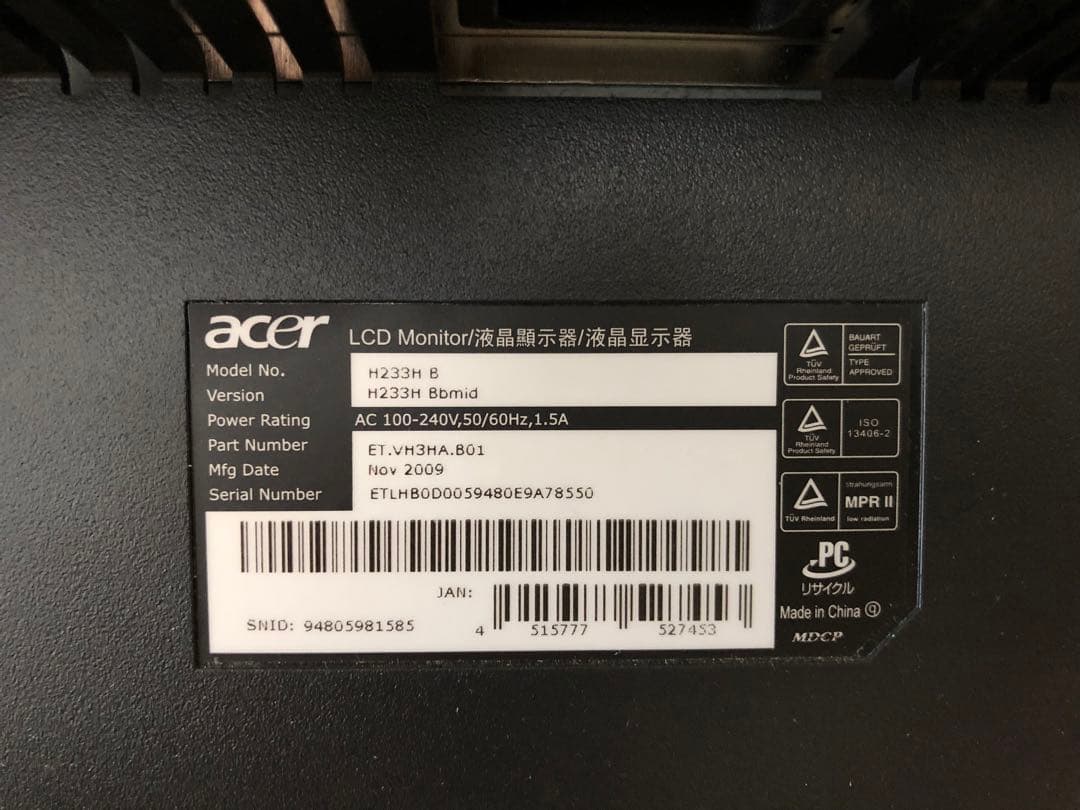 acer LCD Monitor/液晶顯示器/液晶显示器
Model No. H233H B
Version H233H Bbmid
Power Rating AC 100-240V,50/60Hz,1.5A
Part Number ET.VH3HA.B01
Mfg Date Nov 2009
Serial Number ETLHB0D0059480E9A78550
JAN:
4 515777 527453
SNID: 94805981585
TÜV Rheinland Product Safety
BAUART GEPRÜFT
TYPE APPROVED
TÜV Rheinland Product Safety
ISO 13406-2
TÜV Rheinland
Strahlungsarm
MPR II
low radiation
PC
リサイクル
Made in China
MDCP